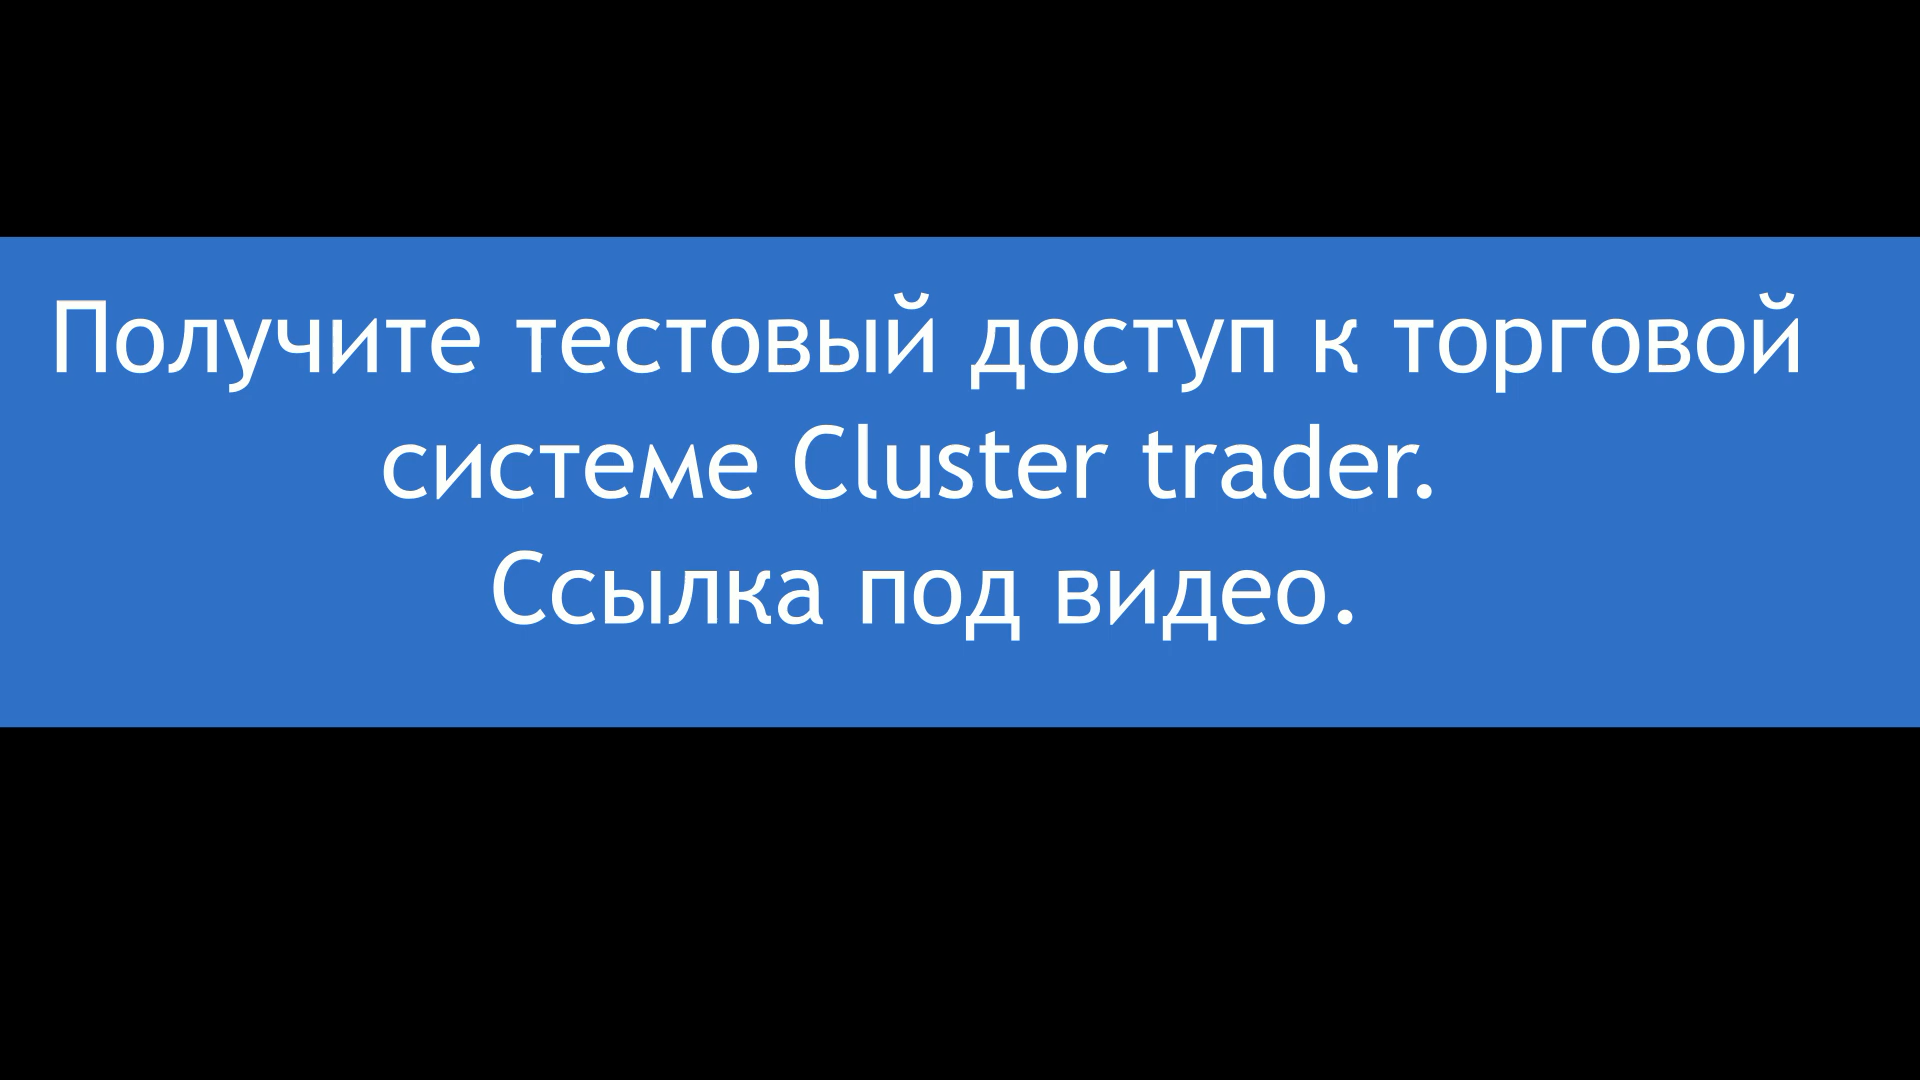 Получите тестовый доступ к торговой
системе Cluster trader.
Ссылка под видео.